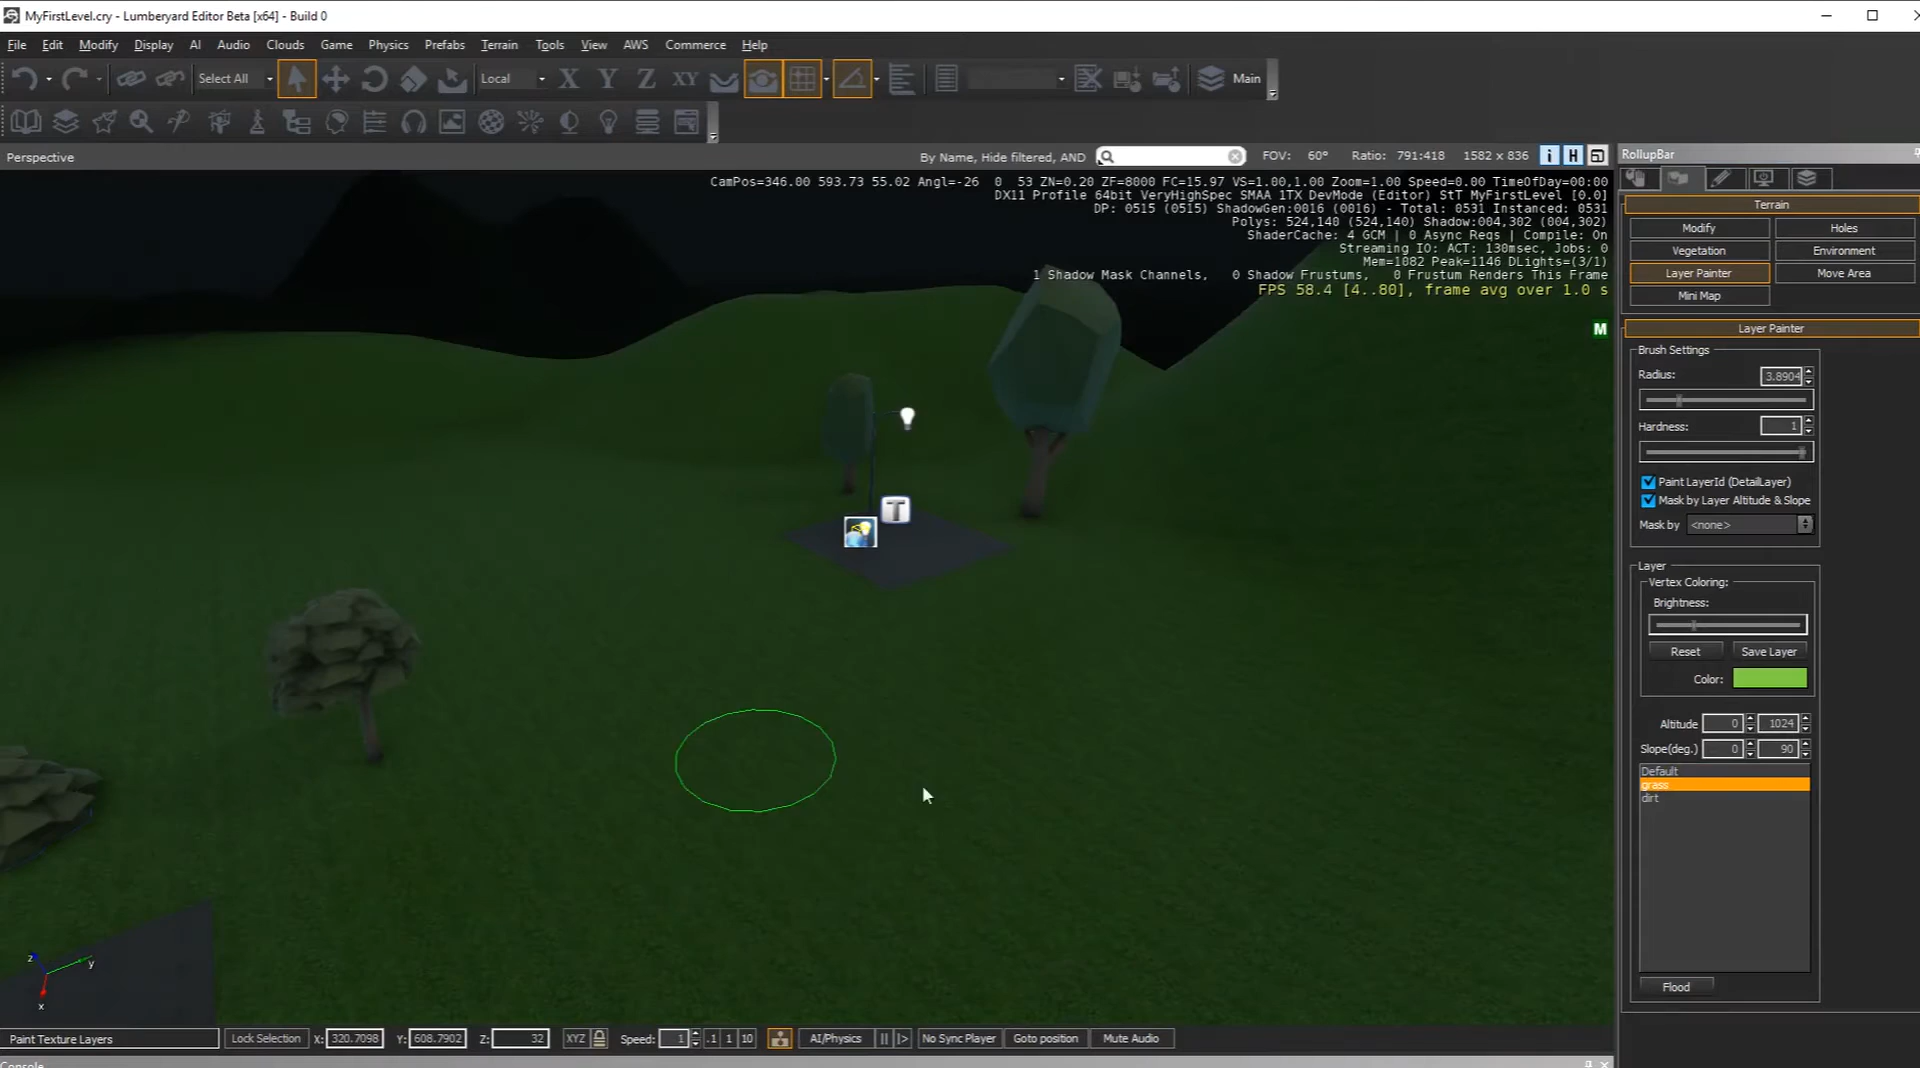 MyFirstLevel.cry - Lumberyard Editor Beta [x64] - Build 0
File Edit Modify Display AI Audio Clouds Game Physics Prefabs Terrain Tools View AWS Commerce Help
Select All Local X Y Z XY Main
Perspective By Name, Hide filtered, AND FOV: 60° Ratio: 791:418 1582 x 836 i H
CamPos=346.00 593.73 55.02 Angl=-26 0 53 ZN=0.20 ZF=8000 FC=15.97 VS=1.00,1.00 Zoom=1.00 Speed=0.00 TimeOfDay=00:00
DX11 Profile 64bit VeryHighSpec SMAA 1TX DevMode (Editor) StT MyFirstLevel [0.0]
DP: 0515 (0515) ShadowGen:0016 (0016) - Total: 0531 Instanced: 0531
Polys: 524,140 (524,140) Shadow:004,302 (004,302)
ShaderCache: 4 GCM | 0 Async Reqs | Compile: On
Streaming IO: ACT: 130msec, Jobs: 0
Mem=1082 Peak=1146 DLights=(3/1)
1 Shadow Mask Channels, 0 Shadow Frustums, 0 Frustum Renders This Frame
FPS 58.4 [4..80], frame avg over 1.0 s
M
T
z
y
x
RollupBar
Terrain
Modify Holes
Vegetation Environment
Layer Painter Move Area
Mini Map
Layer Painter
Brush Settings
Radius: 3.8904
Hardness: 1
Paint LayerId (DetailLayer)
Mask by Layer Altitude & Slope
Mask by <none>
Layer
Vertex Coloring:
Brightness:
Reset Save Layer
Color:
Altitude 0 1024
Slope(deg.) 0 90
Default
grass
dirt
Flood
Paint Texture Layers Lock Selection X: 320.7098 Y: 608.7902 Z: 32 XYZ Speed: 1 .1 1 10 AI/Physics No Sync Player Goto position Mute Audio
Console